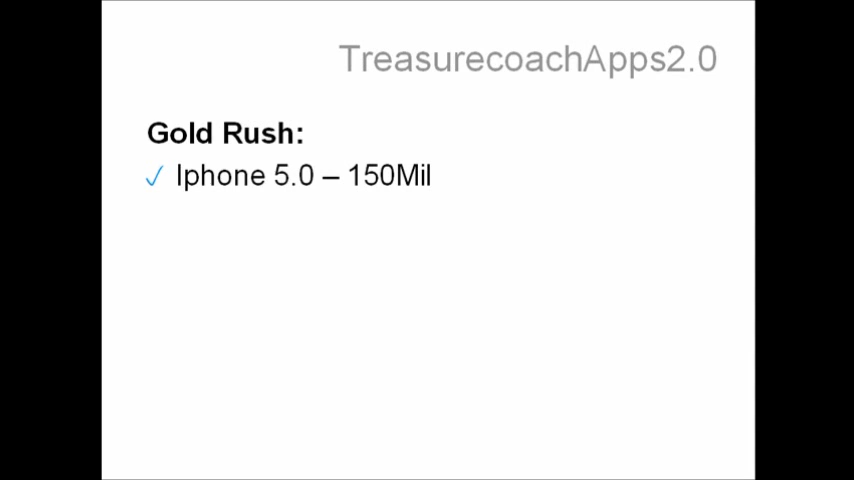 TreasurecoachApps2.0
Gold Rush:
✓ Iphone 5.0 – 150Mil